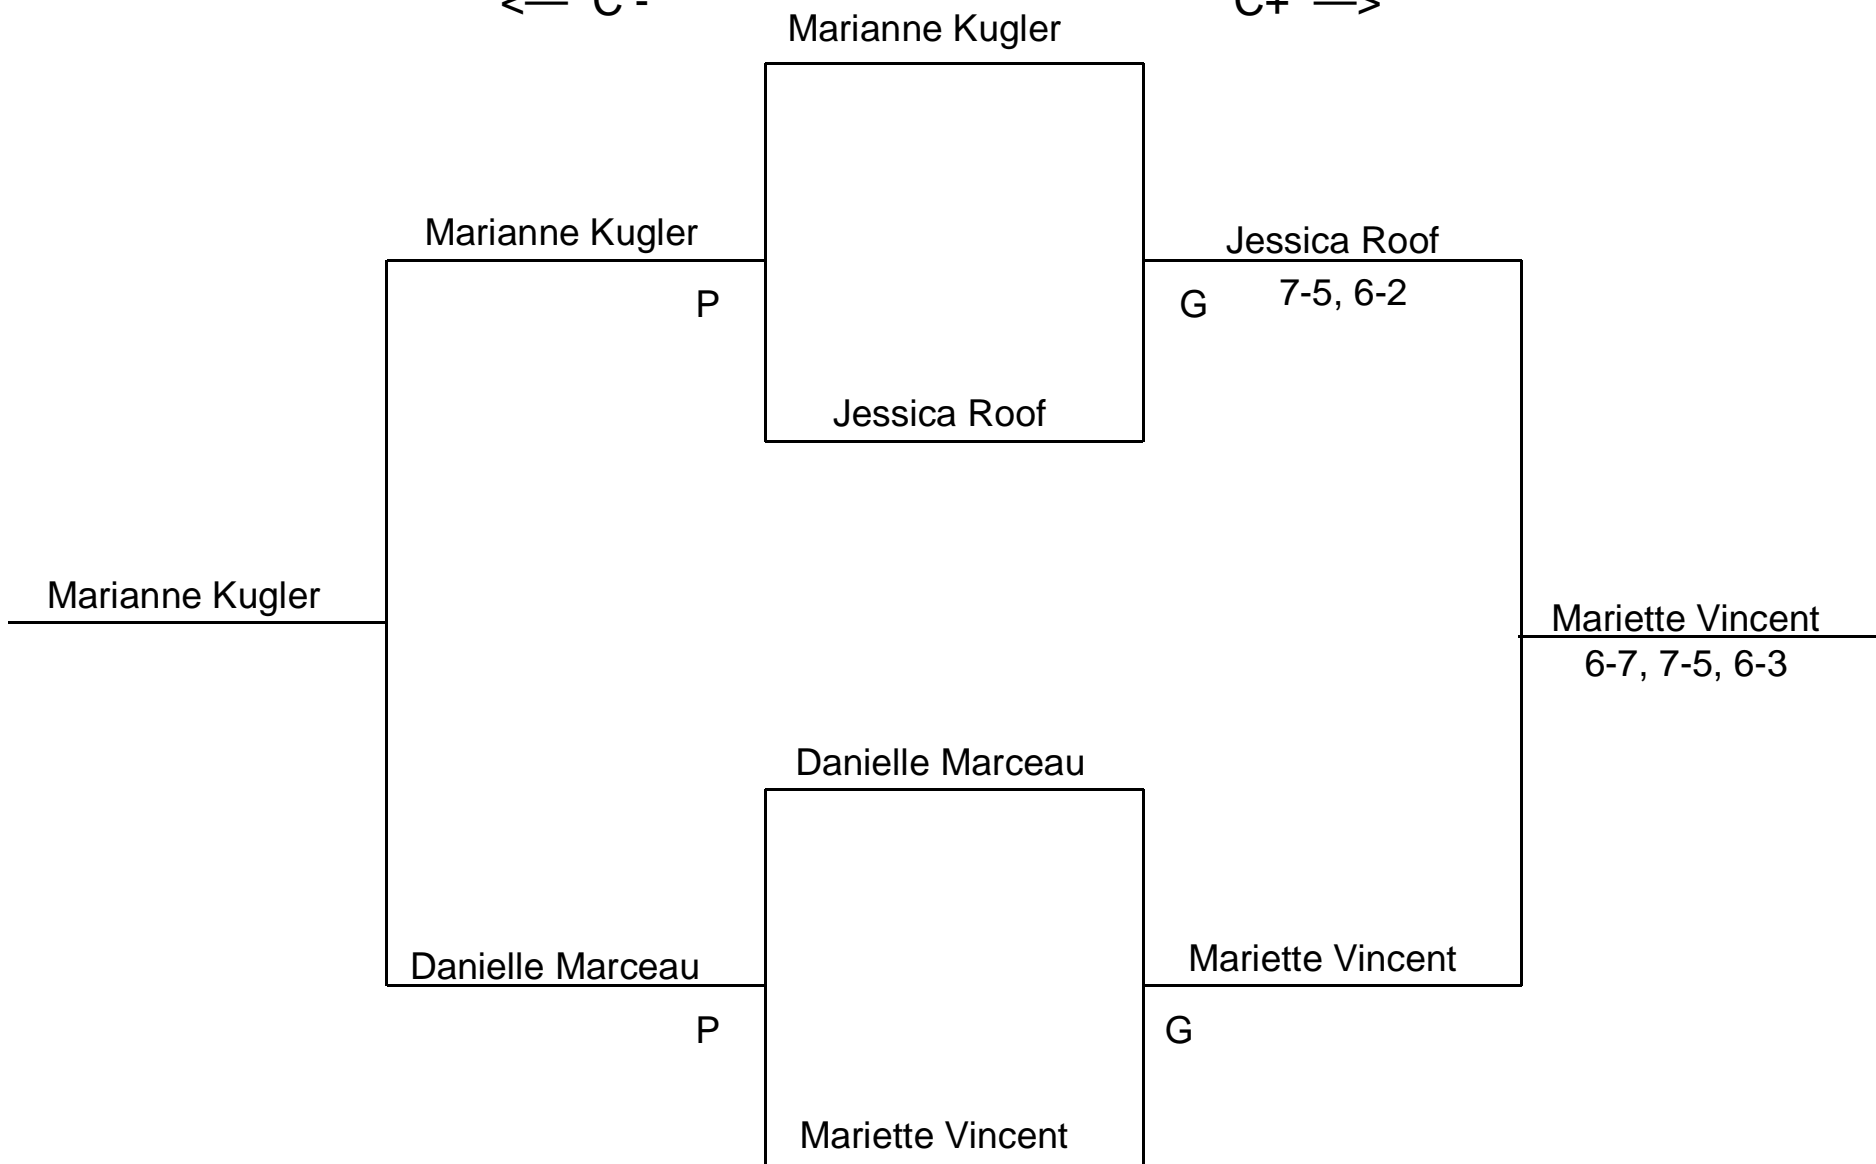 <— C - C+ —>
Marianne Kugler
Marianne Kugler
Jessica Roof
P
G
7-5, 6-2
Jessica Roof
Marianne Kugler
Mariette Vincent
6-7, 7-5, 6-3
Danielle Marceau
Danielle Marceau
Mariette Vincent
P
G
Mariette Vincent